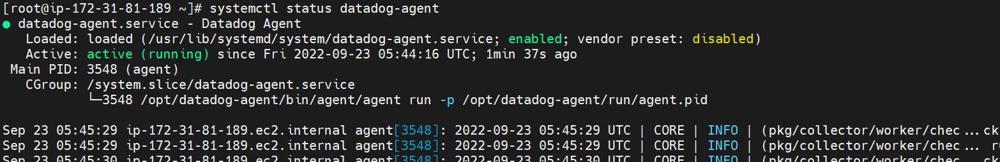 [root@ip-172-31-81-189 ~]# systemctl status datadog-agent
● datadog-agent.service - Datadog Agent
Loaded: loaded (/usr/lib/systemd/system/datadog-agent.service; enabled; vendor preset: disabled)
Active: active (running) since Fri 2022-09-23 05:44:16 UTC; 1min 37s ago
Main PID: 3548 (agent)
CGroup: /system.slice/datadog-agent.service
└─3548 /opt/datadog-agent/bin/agent/agent run -p /opt/datadog-agent/run/agent.pid
Sep 23 05:45:29 ip-172-31-81-189.ec2.internal agent[3548]: 2022-09-23 05:45:29 UTC | CORE | INFO | (pkg/collector/worker/chec...ck
Sep 23 05:45:29 ip-172-31-81-189.ec2.internal agent[3548]: 2022-09-23 05:45:29 UTC | CORE | INFO | (pkg/collector/worker/chec... ru
Sep 23 05:45:30 ip-172-31-81-189.ec2.internal agent[3548]: 2022-09-23 05:45:30 UTC | CORE | INFO | (pkg/collector/worker/chec...ck